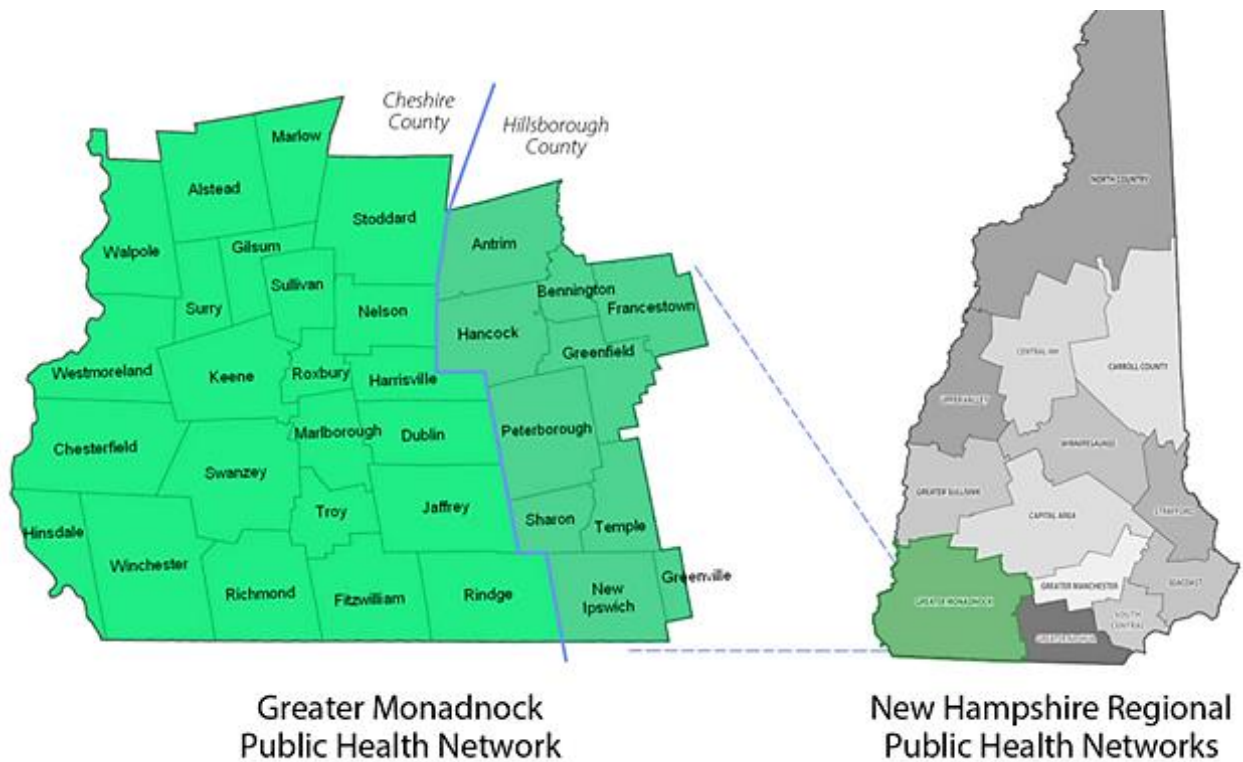 Cheshire
County
Hillsborough
County
Marlow
Alstead
Stoddard
Walpole
Gilsum
Antrim
Sullivan
Surry
Nelson
Bennington
Francestown
Hancock
Greenfield
Westmoreland
Keene
Roxbury
Harrisville
Chesterfield
Marlborough
Dublin
Peterborough
Swanzey
Troy
Jaffrey
Sharon
Temple
Hinsdale
Winchester
Richmond
Fitzwilliam
Rindge
New
Ipswich
Greenville
Greater Monadnock
Public Health Network
NORTH COUNTRY
CENTRAL NH
CARROLL COUNTY
UPPER VALLEY
WINNIPESAUKEE
GREATER SULLIVAN
CAPITAL AREA
STRAFFORD
GREATER MANCHESTER
SEACOAST
GREATER MONADNOCK
SOUTH
CENTRAL
GREATER NASHUA
New Hampshire Regional
Public Health Networks